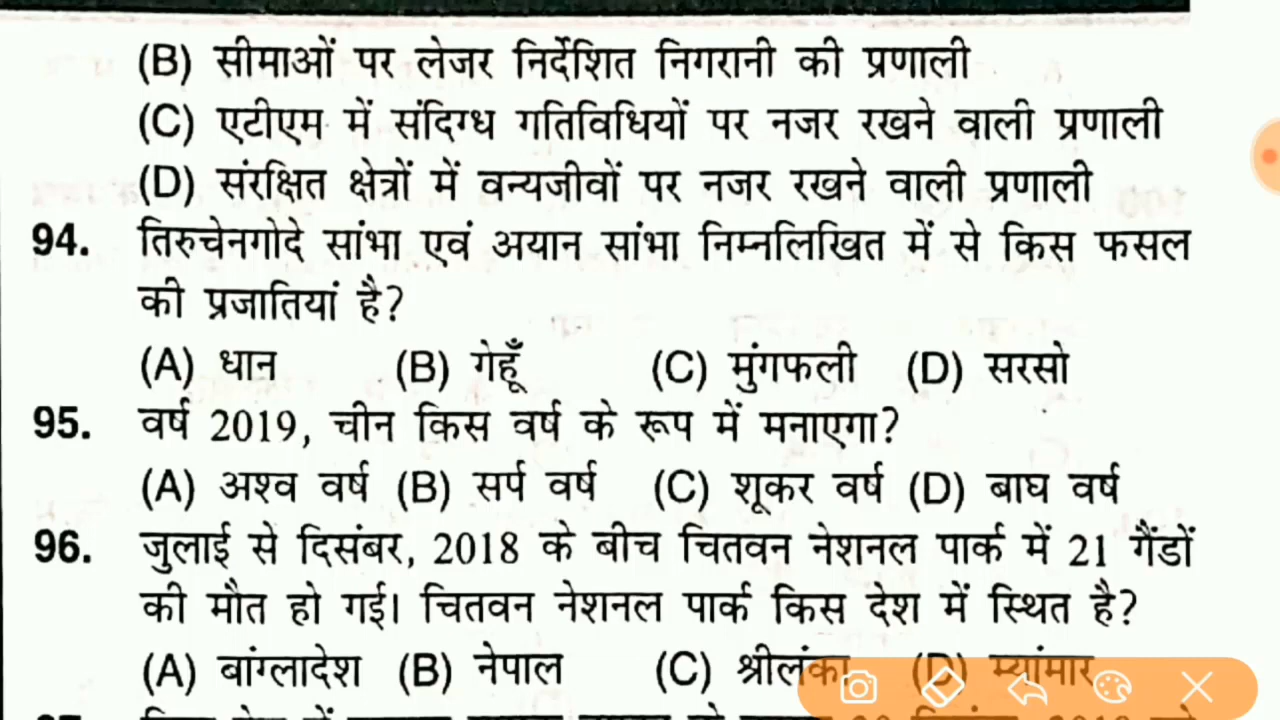 (B) सीमाओं पर लेजर निर्देशित निगरानी की प्रणाली
(C) एटीएम में संदिग्ध गतिविधियों पर नजर रखने वाली प्रणाली
(D) संरक्षित क्षेत्रों में वन्यजीवों पर नजर रखने वाली प्रणाली
94. तिरुचेनगोदे सांभा एवं अयान सांभा निम्नलिखित में से किस फसल
की प्रजातियां है?
(A) धान (B) गेहूँ (C) मुंगफली (D) सरसो
95. वर्ष 2019, चीन किस वर्ष के रूप में मनाएगा?
(A) अश्व वर्ष (B) सर्प वर्ष (C) शूकर वर्ष (D) बाघ वर्ष
96. जुलाई से दिसंबर, 2018 के बीच चितवन नेशनल पार्क में 21 गैंडों
की मौत हो गई। चितवन नेशनल पार्क किस देश में स्थित है?
(A) बांग्लादेश (B) नेपाल (C) श्रीलंका (D) म्यांमार